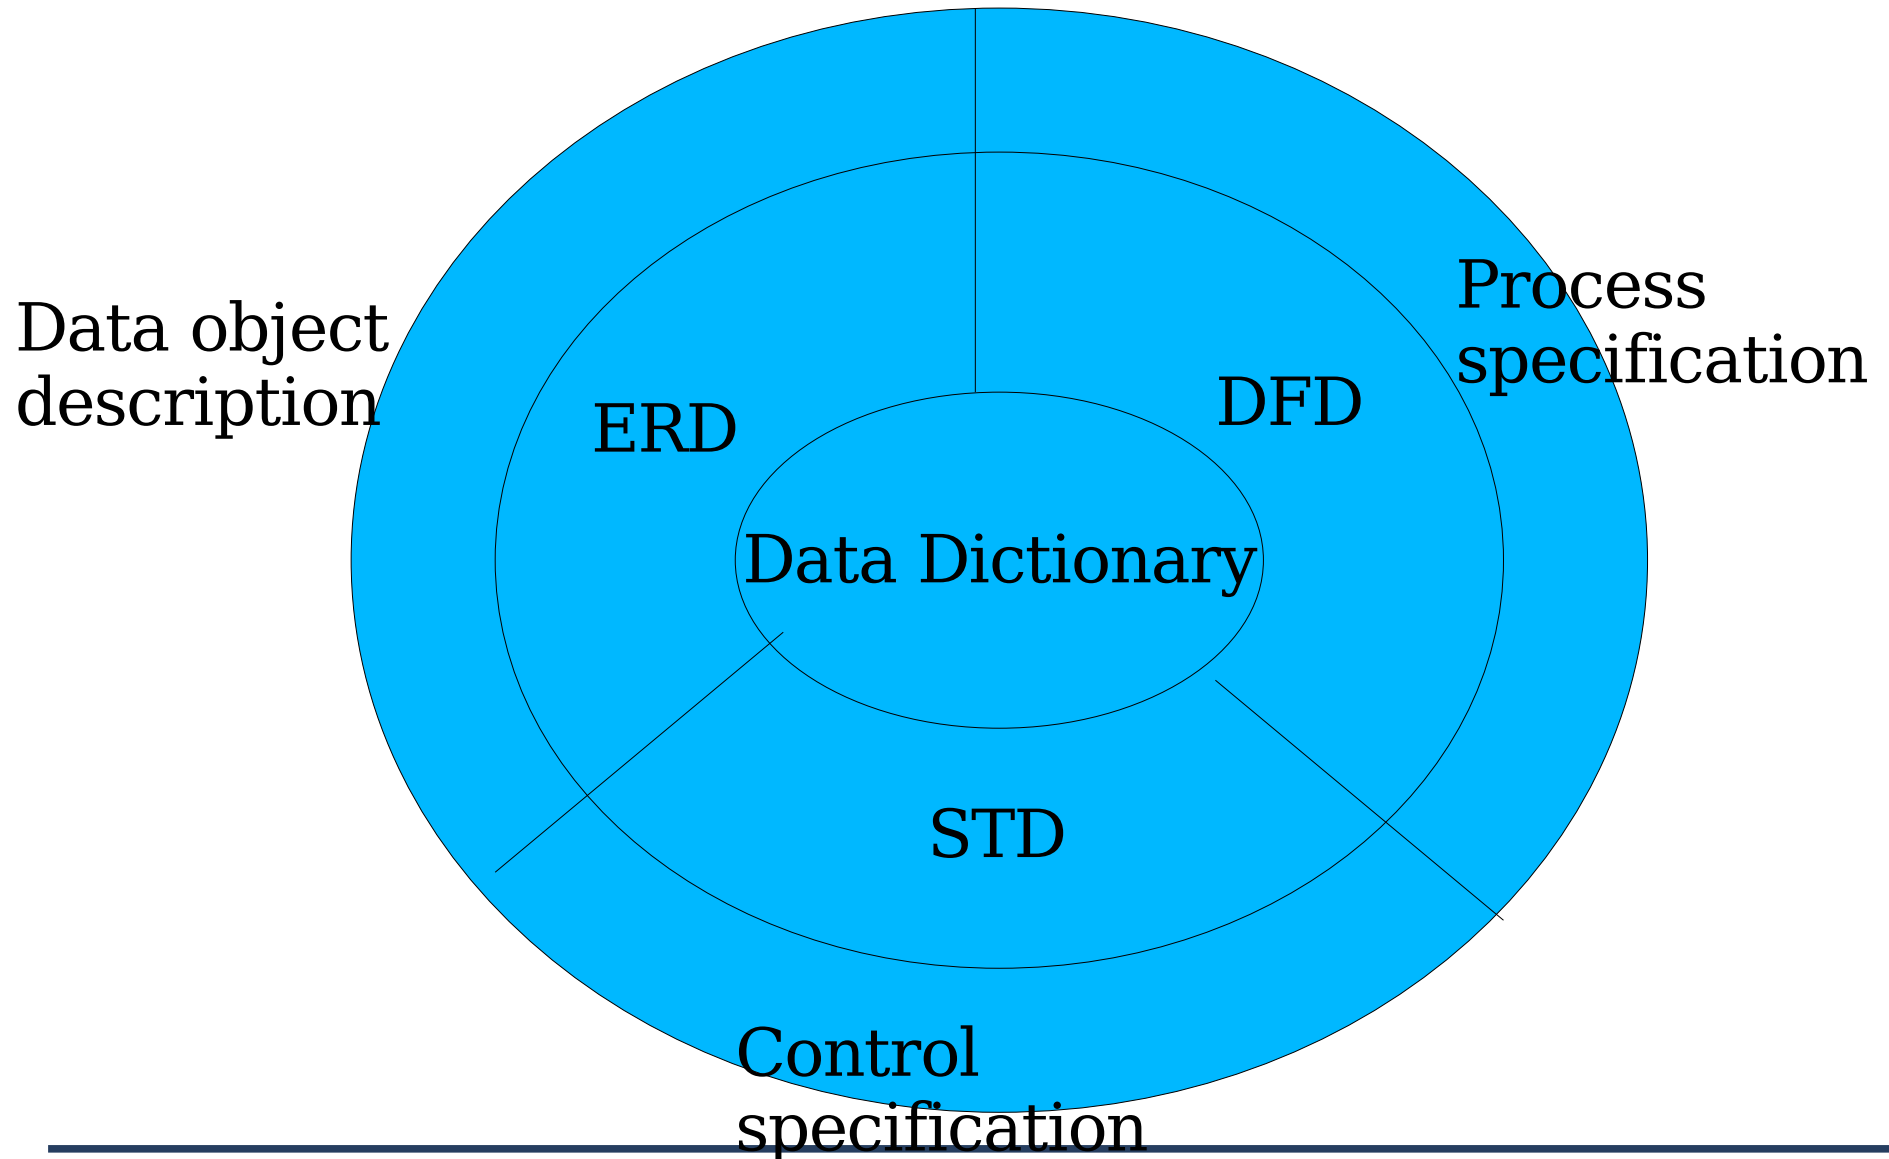 Data object
description
Process
specification
ERD
DFD
Data Dictionary
STD
Control
specification